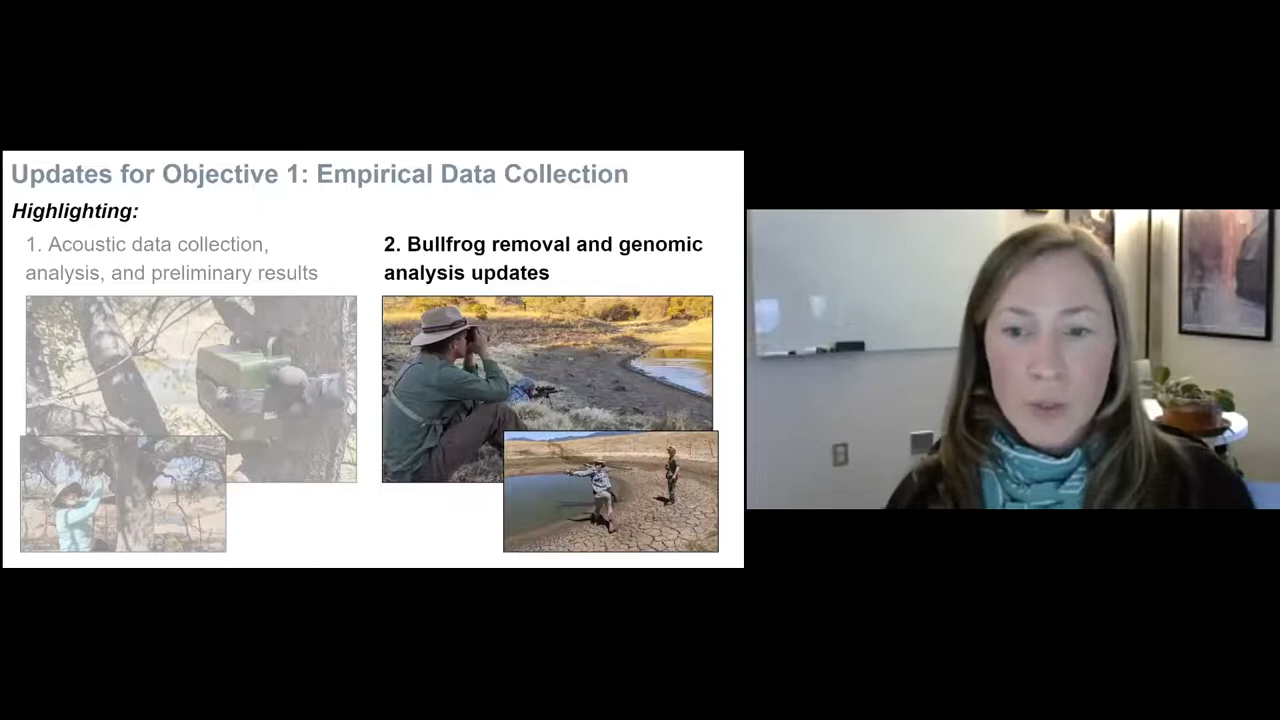 Updates for Objective 1: Empirical Data Collection
Highlighting:
1. Acoustic data collection,
analysis, and preliminary results
2. Bullfrog removal and genomic
analysis updates